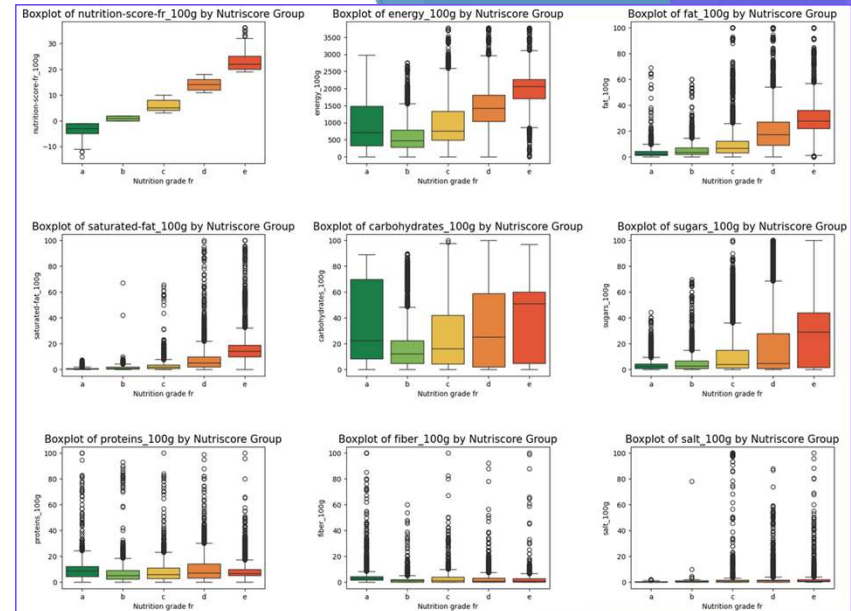 Boxplot of nutrition-score-fr_100g by Nutriscore Group
nutrition-score-fr_100g
30
20
10
0
−10
a b c d e
Nutrition grade fr
Boxplot of energy_100g by Nutriscore Group
energy_100g
3500
3000
2500
2000
1500
1000
500
0
a b c d e
Nutrition grade fr
Boxplot of fat_100g by Nutriscore Group
fat_100g
100
80
60
40
20
0
a b c d e
Nutrition grade fr
Boxplot of saturated-fat_100g by Nutriscore Group
saturated-fat_100g
100
80
60
40
20
0
a b c d e
Nutrition grade fr
Boxplot of carbohydrates_100g by Nutriscore Group
carbohydrates_100g
100
80
60
40
20
0
a b c d e
Nutrition grade fr
Boxplot of sugars_100g by Nutriscore Group
sugars_100g
100
80
60
40
20
0
a b c d e
Nutrition grade fr
Boxplot of proteins_100g by Nutriscore Group
proteins_100g
100
80
60
40
20
0
a b c d e
Nutrition grade fr
Boxplot of fiber_100g by Nutriscore Group
fiber_100g
100
80
60
40
20
0
a b c d e
Nutrition grade fr
Boxplot of salt_100g by Nutriscore Group
salt_100g
100
80
60
40
20
0
a b c d e
Nutrition grade fr